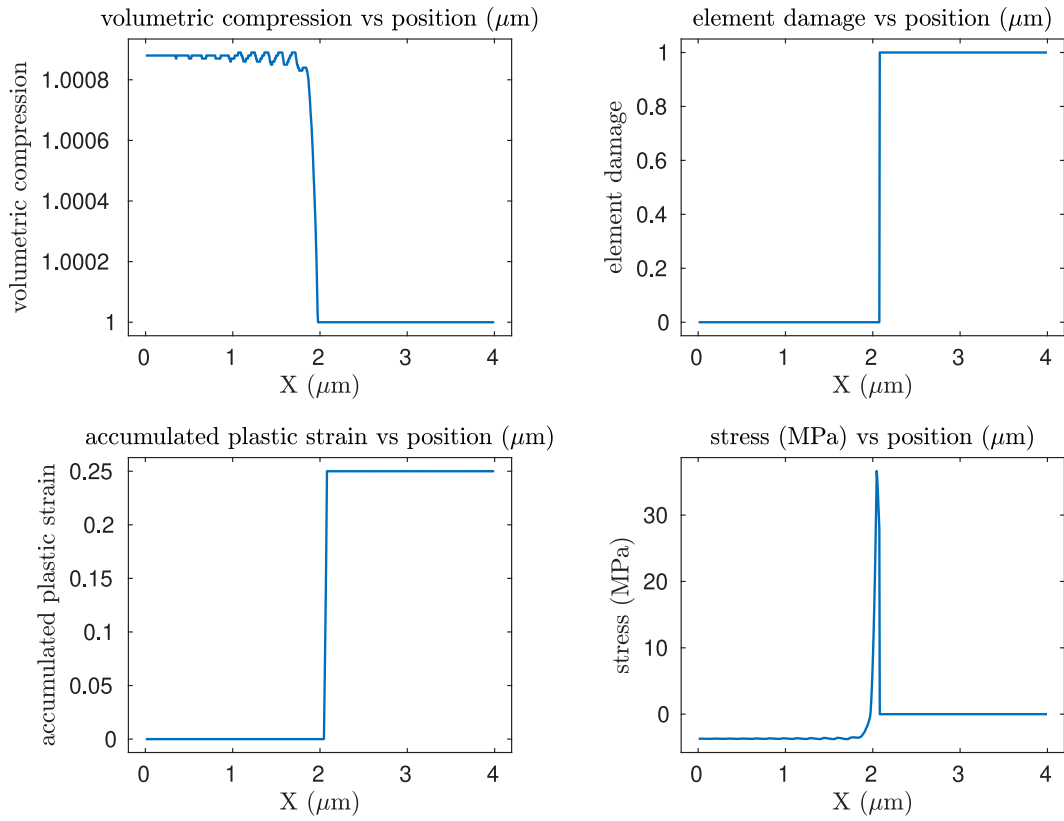 volumetric compression vs position (μm)
volumetric compression
1.0008
1.0006
1.0004
1.0002
1
0 1 2 3 4
X (μm)
element damage vs position (μm)
element damage
1
0.8
0.6
0.4
0.2
0
0 1 2 3 4
X (μm)
accumulated plastic strain vs position (μm)
accumulated plastic strain
0.25
0.2
0.15
0.1
0.05
0
0 1 2 3 4
X (μm)
stress (MPa) vs position (μm)
stress (MPa)
30
20
10
0
0 1 2 3 4
X (μm)